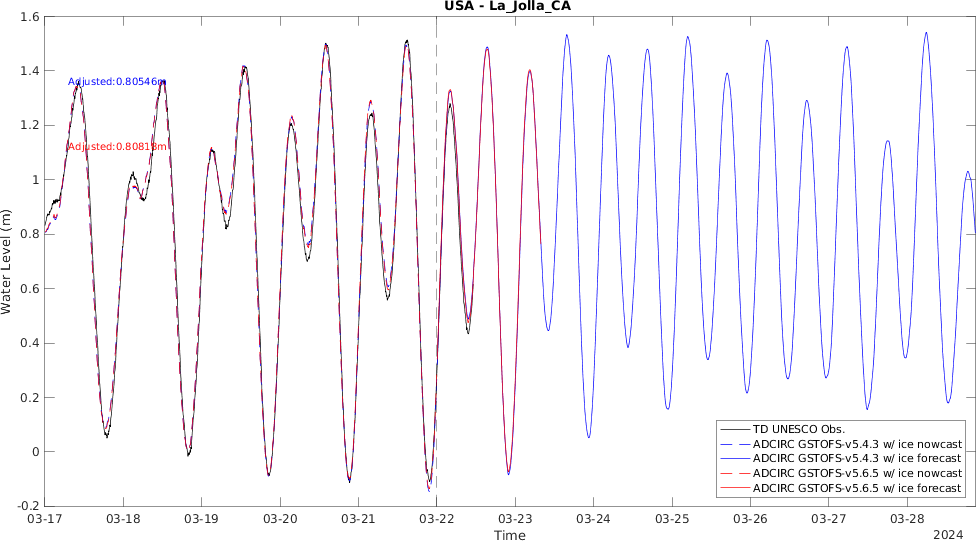 USA - La_Jolla_CA
1.6
1.4
1.2
1
0.8
0.6
0.4
0.2
0
-0.2
Water Level (m)
Adjusted:0.80546m
Adjusted:0.80818m
TD UNESCO Obs.
ADCIRC GSTOFS-v5.4.3 w/ ice nowcast
ADCIRC GSTOFS-v5.4.3 w/ ice forecast
ADCIRC GSTOFS-v5.6.5 w/ ice nowcast
ADCIRC GSTOFS-v5.6.5 w/ ice forecast
03-17 03-18 03-19 03-20 03-21 03-22 03-23 03-24 03-25 03-26 03-27 03-28
Time
2024